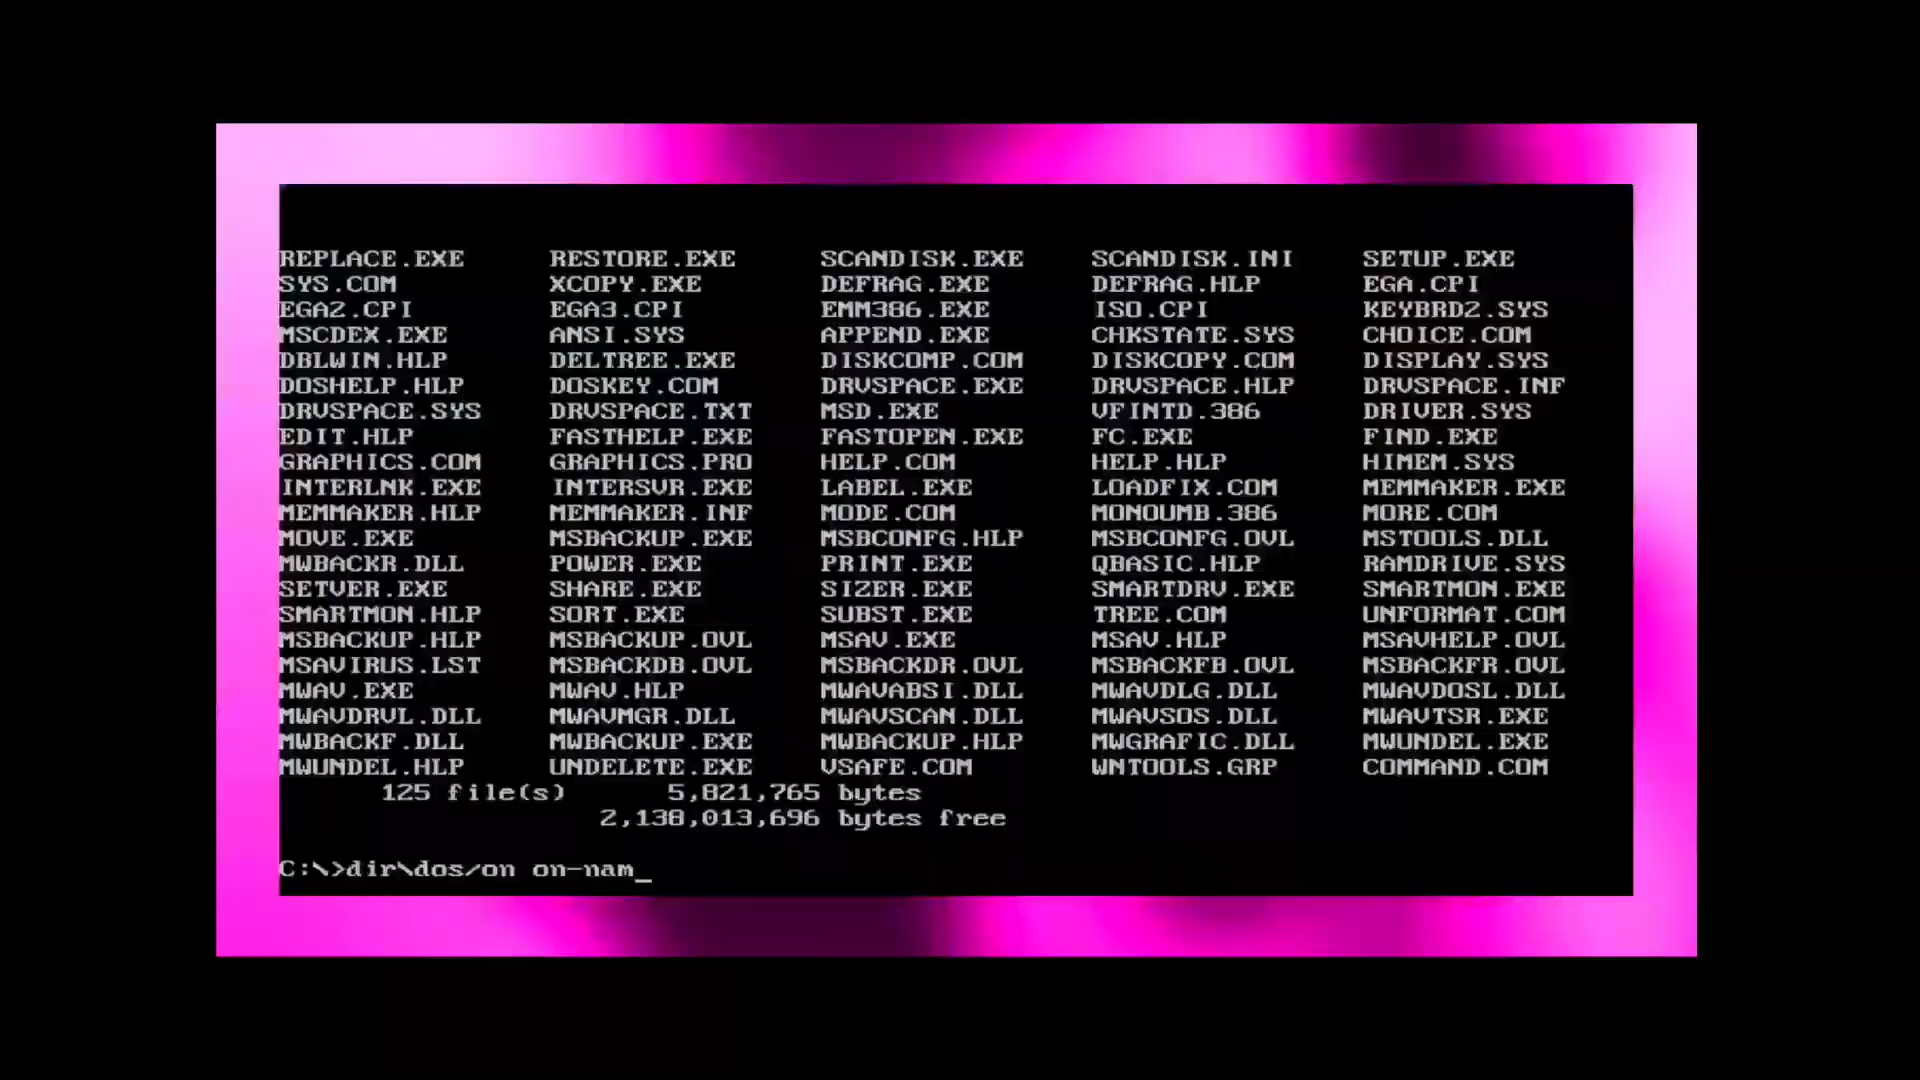 REPLACE.EXE RESTORE.EXE SCANDISK.EXE SCANDISK.INI SETUP.EXE
SYS.COM XCOPY.EXE DEFRAG.EXE DEFRAG.HLP EGA.CPI
EGA2.CPI EGA3.CPI EMM386.EXE ISO.CPI KEYBRD2.SYS
MSCDEX.EXE ANSI.SYS APPEND.EXE CHKSTATE.SYS CHOICE.COM
DBLWIN.HLP DELTREE.EXE DISKCOMP.COM DISKCOPY.COM DISPLAY.SYS
DOSHELP.HLP DOSKEY.COM DRVSPACE.EXE DRVSPACE.HLP DRVSPACE.INF
DRVSPACE.SYS DRVSPACE.TXT MSD.EXE VFINTD.386 DRIVER.SYS
EDIT.HLP FASTHELP.EXE FASTOPEN.EXE FC.EXE FIND.EXE
GRAPHICS.COM GRAPHICS.PRO HELP.COM HELP.HLP HIMEM.SYS
INTERLNK.EXE INTERSVR.EXE LABEL.EXE LOADFIX.COM MEMMAKER.EXE
MEMMAKER.HLP MEMMAKER.INF MODE.COM MONOUMB.386 MORE.COM
MOVE.EXE MSBACKUP.EXE MSBCONFG.HLP MSBCONFG.OVL MSTOOLS.DLL
MWBACKR.DLL POWER.EXE PRINT.EXE QBASIC.HLP RAMDRIVE.SYS
SETVER.EXE SHARE.EXE SIZER.EXE SMARTDRV.EXE SMARTMON.EXE
SMARTMON.HLP SORT.EXE SUBST.EXE TREE.COM UNFORMAT.COM
MSBACKUP.HLP MSBACKUP.OVL MSAV.EXE MSAV.HLP MSAVHELP.OVL
MSAVIRUS.LST MSBACKDB.OVL MSBACKDR.OVL MSBACKFB.OVL MSBACKFR.OVL
MWAV.EXE MWAV.HLP MWAVABSI.DLL MWAVDLG.DLL MWAVDOSL.DLL
MWAVDRVL.DLL MWAVMGR.DLL MWAVSCAN.DLL MWAVSOS.DLL MWAVTSR.EXE
MWBACKF.DLL MWBACKUP.EXE MWBACKUP.HLP MWGRAFIC.DLL MWUNDEL.EXE
MWUNDEL.HLP UNDELETE.EXE VSAFE.COM WNTOOLS.GRP COMMAND.COM
125 file(s) 5,821,765 bytes
2,138,013,696 bytes free
C:\>dir\dos/on on-nam_